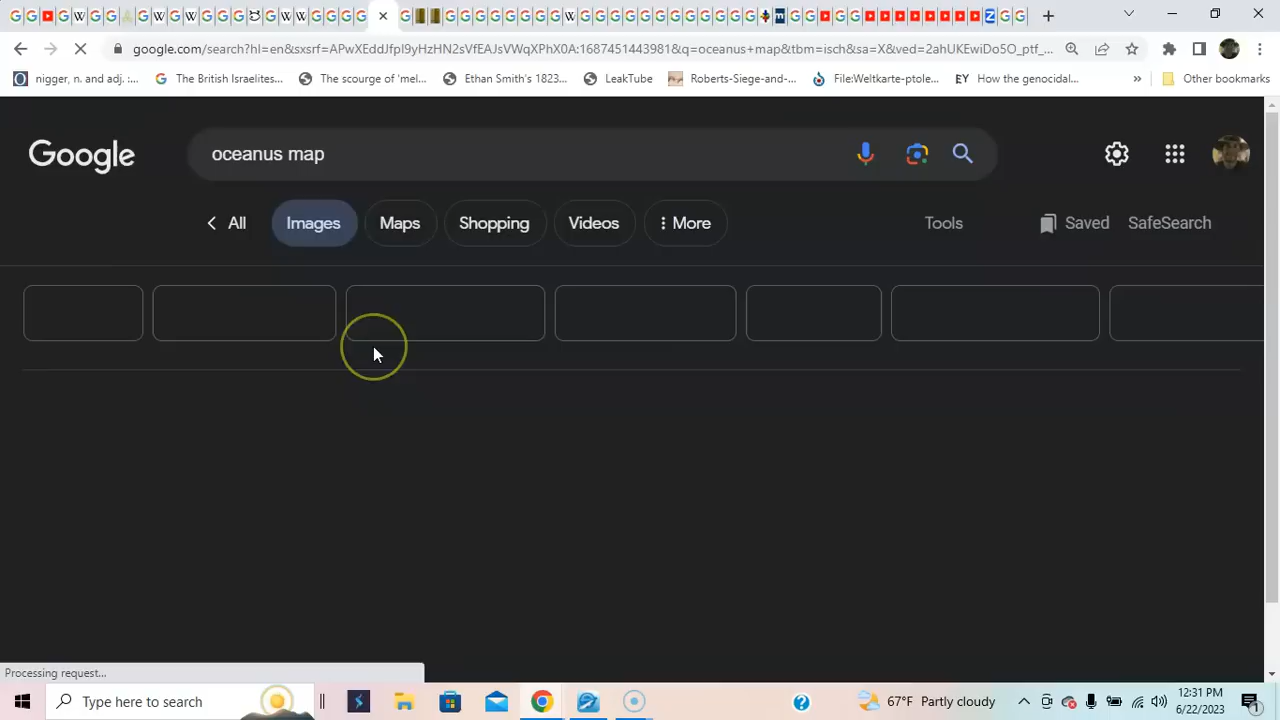 google.com/search?hl=en&sxsrf=APwXEddJfpI9yHzHN2sVfEAJsVWqXPhX0A:1687451443981&q=oceanus+map&tbm=isch&sa=X&ved=2ahUKEwiDo5O_ptf_...
nigger, n. and adj. :... The British Israelites... The scourge of 'mel... Ethan Smith's 1823... LeakTube Roberts-Siege-and-... File:Weltkarte-ptole... EY How the genocidal... » Other bookmarks
Google oceanus map
All Images Maps Shopping Videos More Tools Saved SafeSearch
Processing request...
Type here to search 67°F Partly cloudy 12:31 PM
6/22/2023